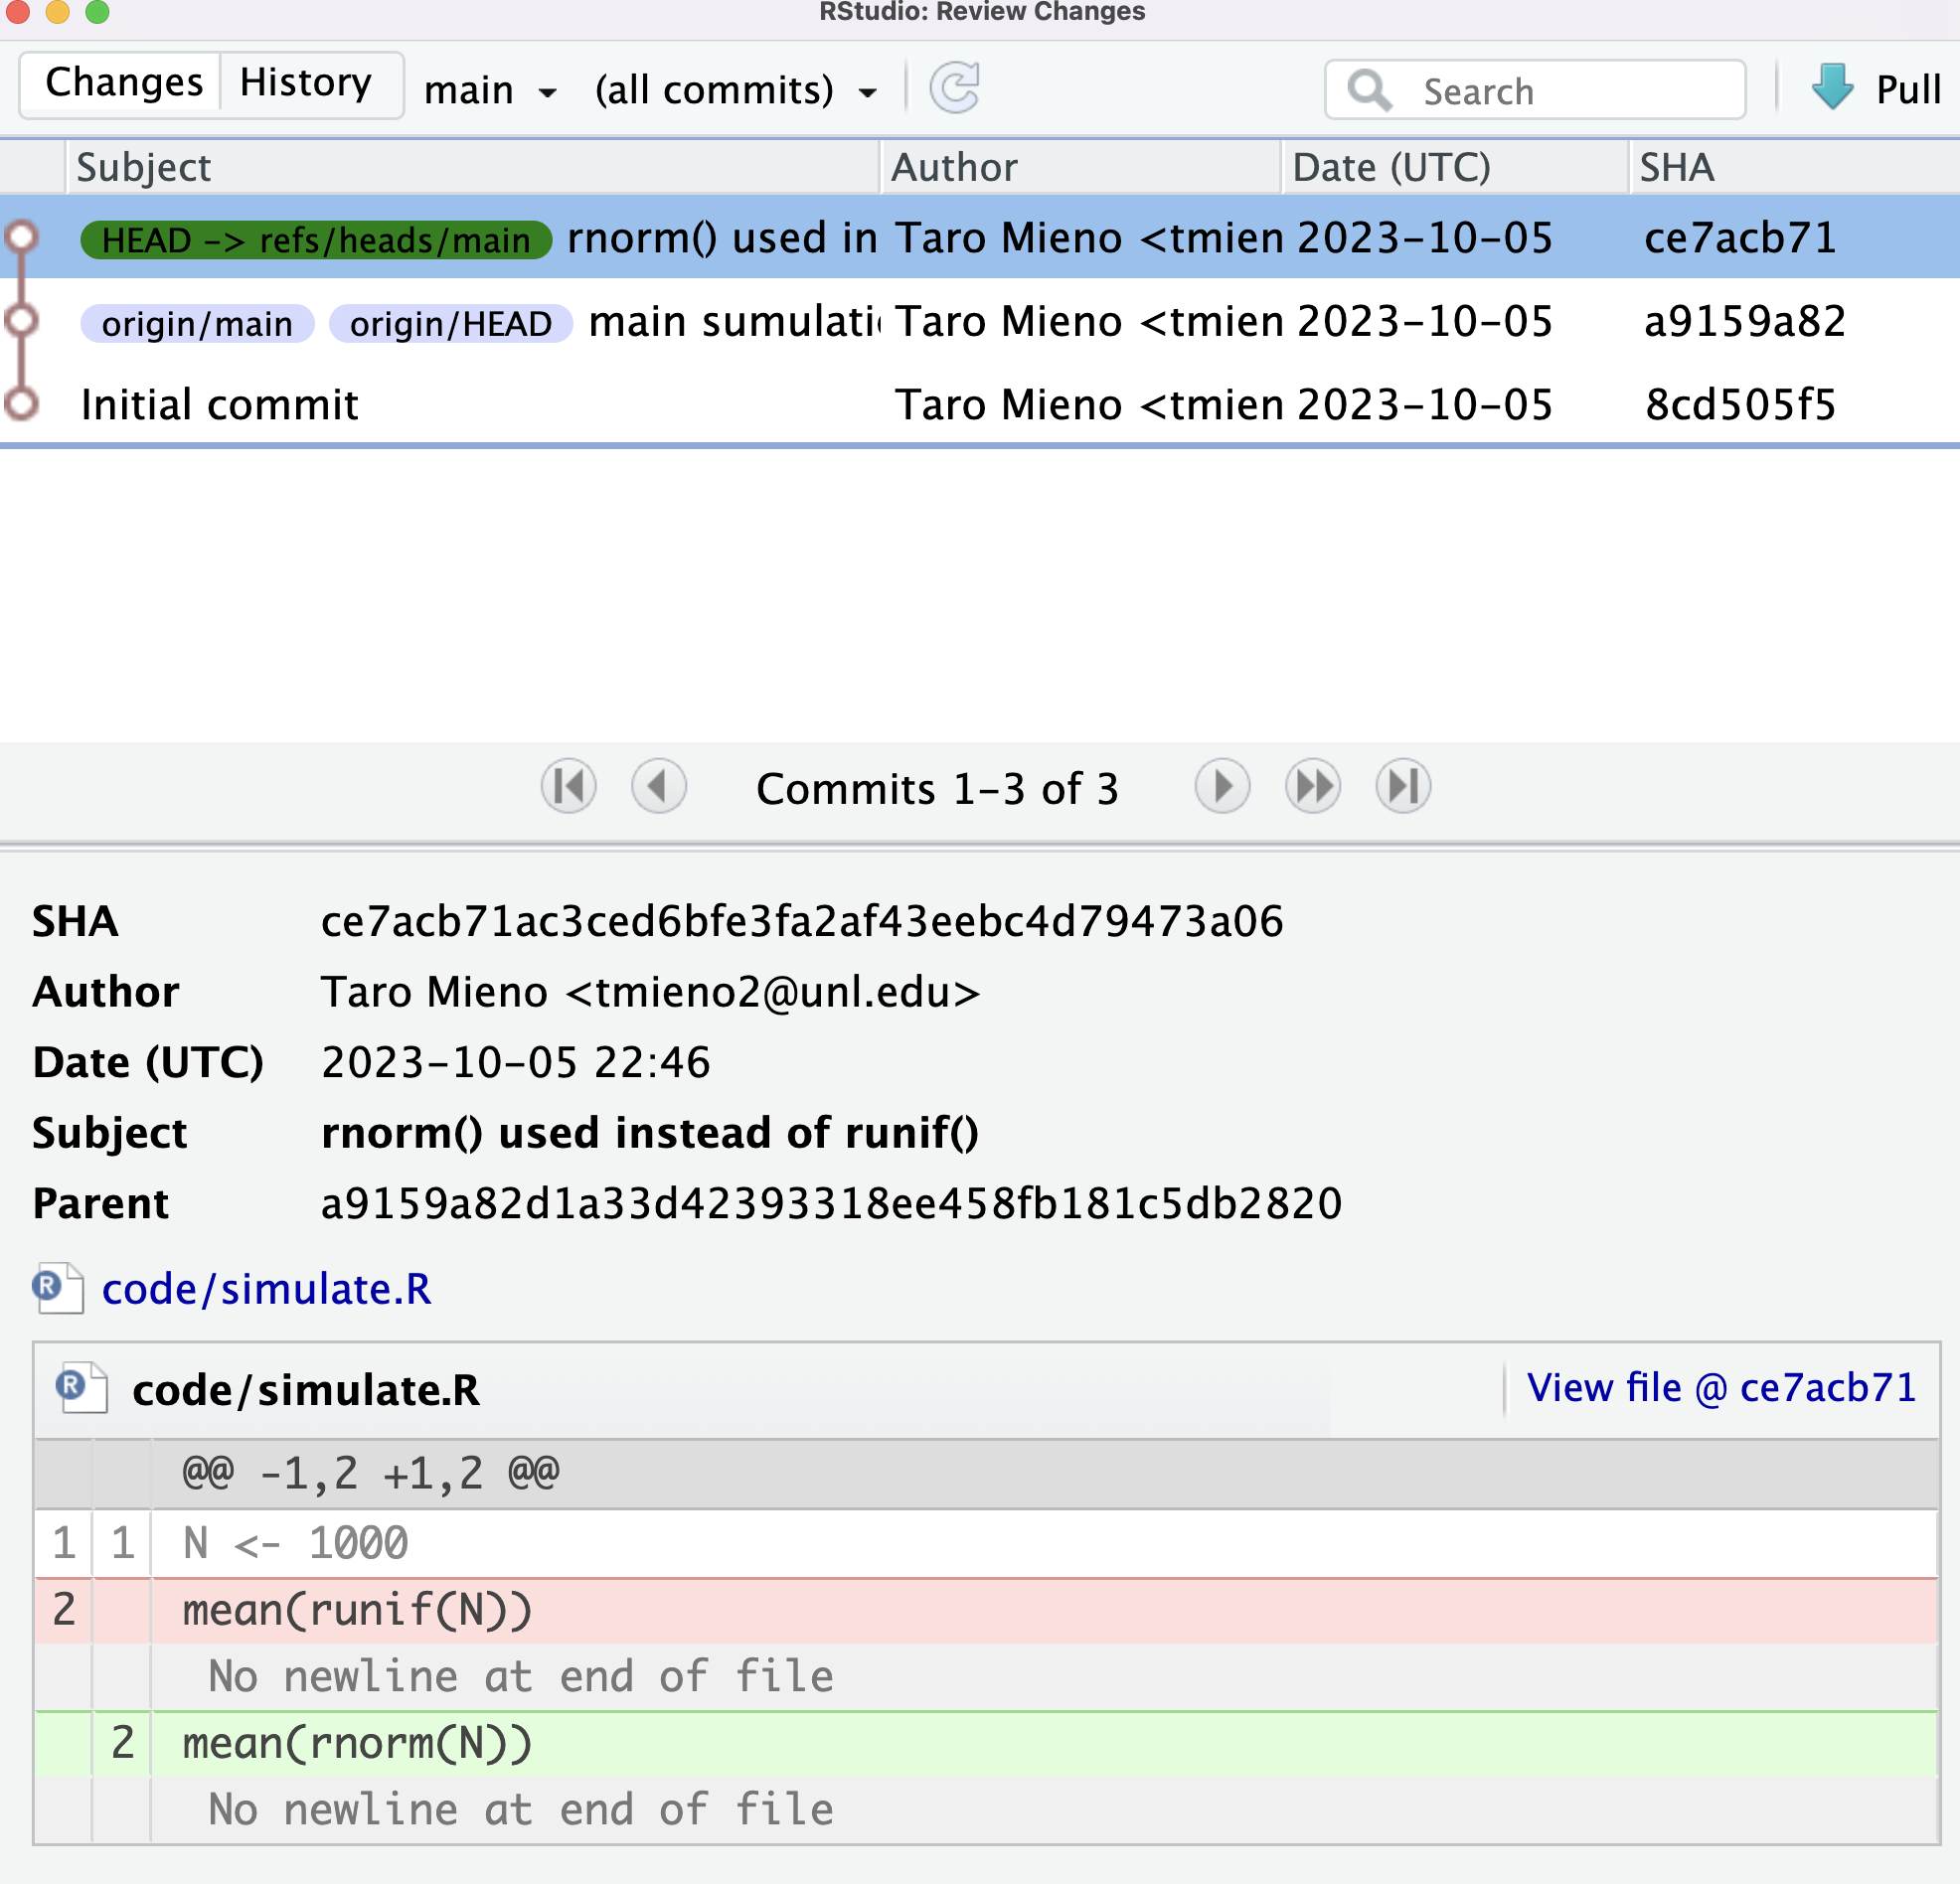 RStudio: Review Changes
Changes History main (all commits) Search Pull
Subject Author Date (UTC) SHA
HEAD -> refs/heads/main rnorm() used in Taro Mieno <tmien 2023-10-05 ce7acb71
origin/main origin/HEAD main sumulati Taro Mieno <tmien 2023-10-05 a9159a82
Initial commit Taro Mieno <tmien 2023-10-05 8cd505f5
Commits 1-3 of 3
SHA ce7acb71ac3ced6bfe3fa2af43eebc4d79473a06
Author Taro Mieno <tmieno2@unl.edu>
Date (UTC) 2023-10-05 22:46
Subject rnorm() used instead of runif()
Parent a9159a82d1a33d42393318ee458fb181c5db2820
R code/simulate.R
R code/simulate.R View file @ ce7acb71
@@ -1,2 +1,2 @@
1 1 N <- 1000
2 mean(runif(N))
No newline at end of file
2 mean(rnorm(N))
No newline at end of file